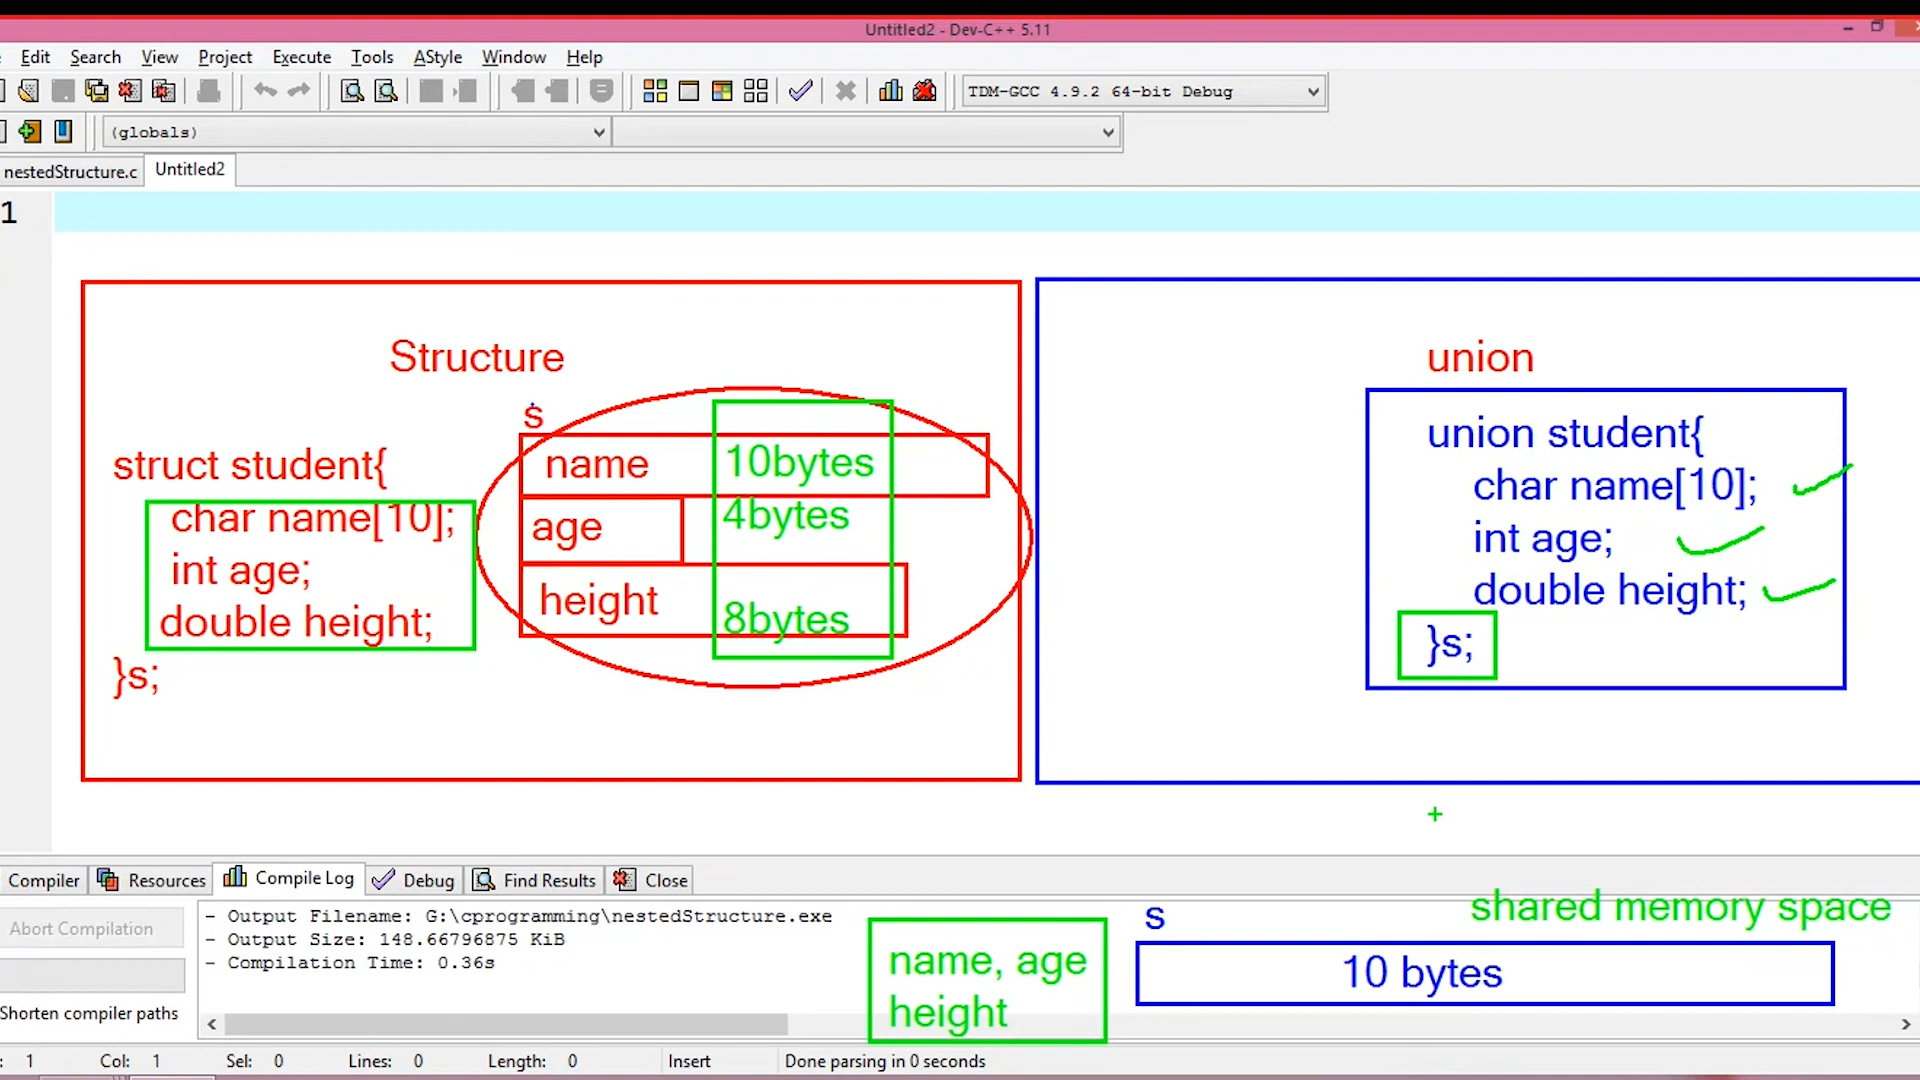 Untitled2 - Dev-C++ 5.11
Edit Search View Project Execute Tools AStyle Window Help
TDM-GCC 4.9.2 64-bit Debug
(globals)
nestedStructure.c Untitled2
1
Structure
s
struct student{
char name[10];
int age;
double height;
}s;
name 10bytes
age 4bytes
height 8bytes
union
union student{
char name[10];
int age;
double height;
}s;
+
Compiler Resources Compile Log Debug Find Results Close
Abort Compilation
Shorten compiler paths
- Output Filename: G:\cprogramming\nestedStructure.exe
- Output Size: 148.66796875 KiB
- Compilation Time: 0.36s
name, age
height
s
shared memory space
10 bytes
: 1 Col: 1 Sel: 0 Lines: 0 Length: 0 Insert Done parsing in 0 seconds